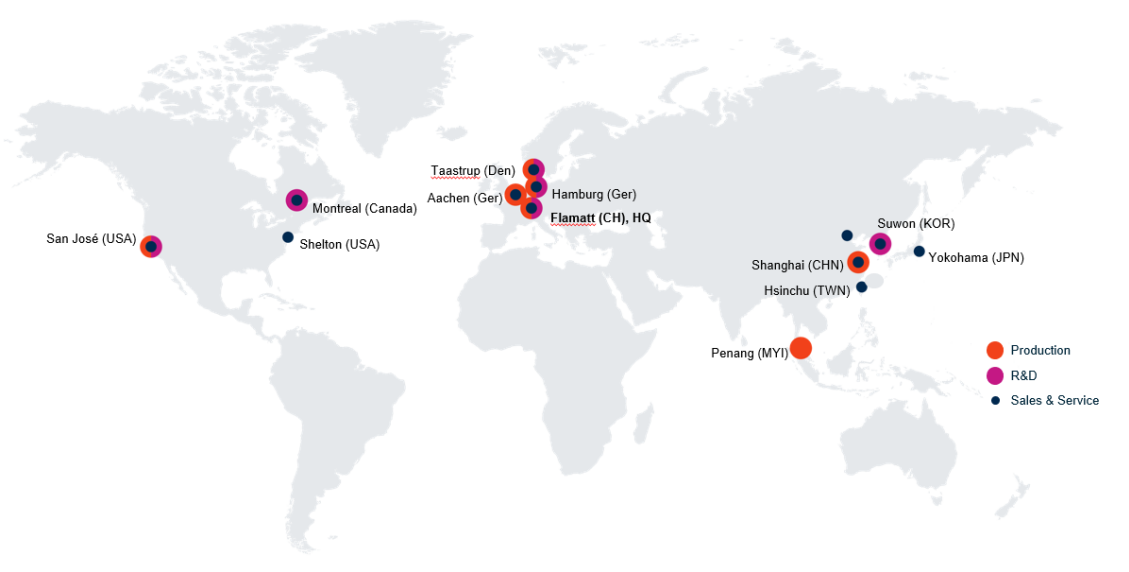 Taastrup (Den)
Aachen (Ger)
Hamburg (Ger)
Flamatt (CH), HQ
Montreal (Canada)
San José (USA)
Shelton (USA)
Suwon (KOR)
Shanghai (CHN)
Yokohama (JPN)
Hsinchu (TWN)
Penang (MYI)
Production
R&D
Sales & Service